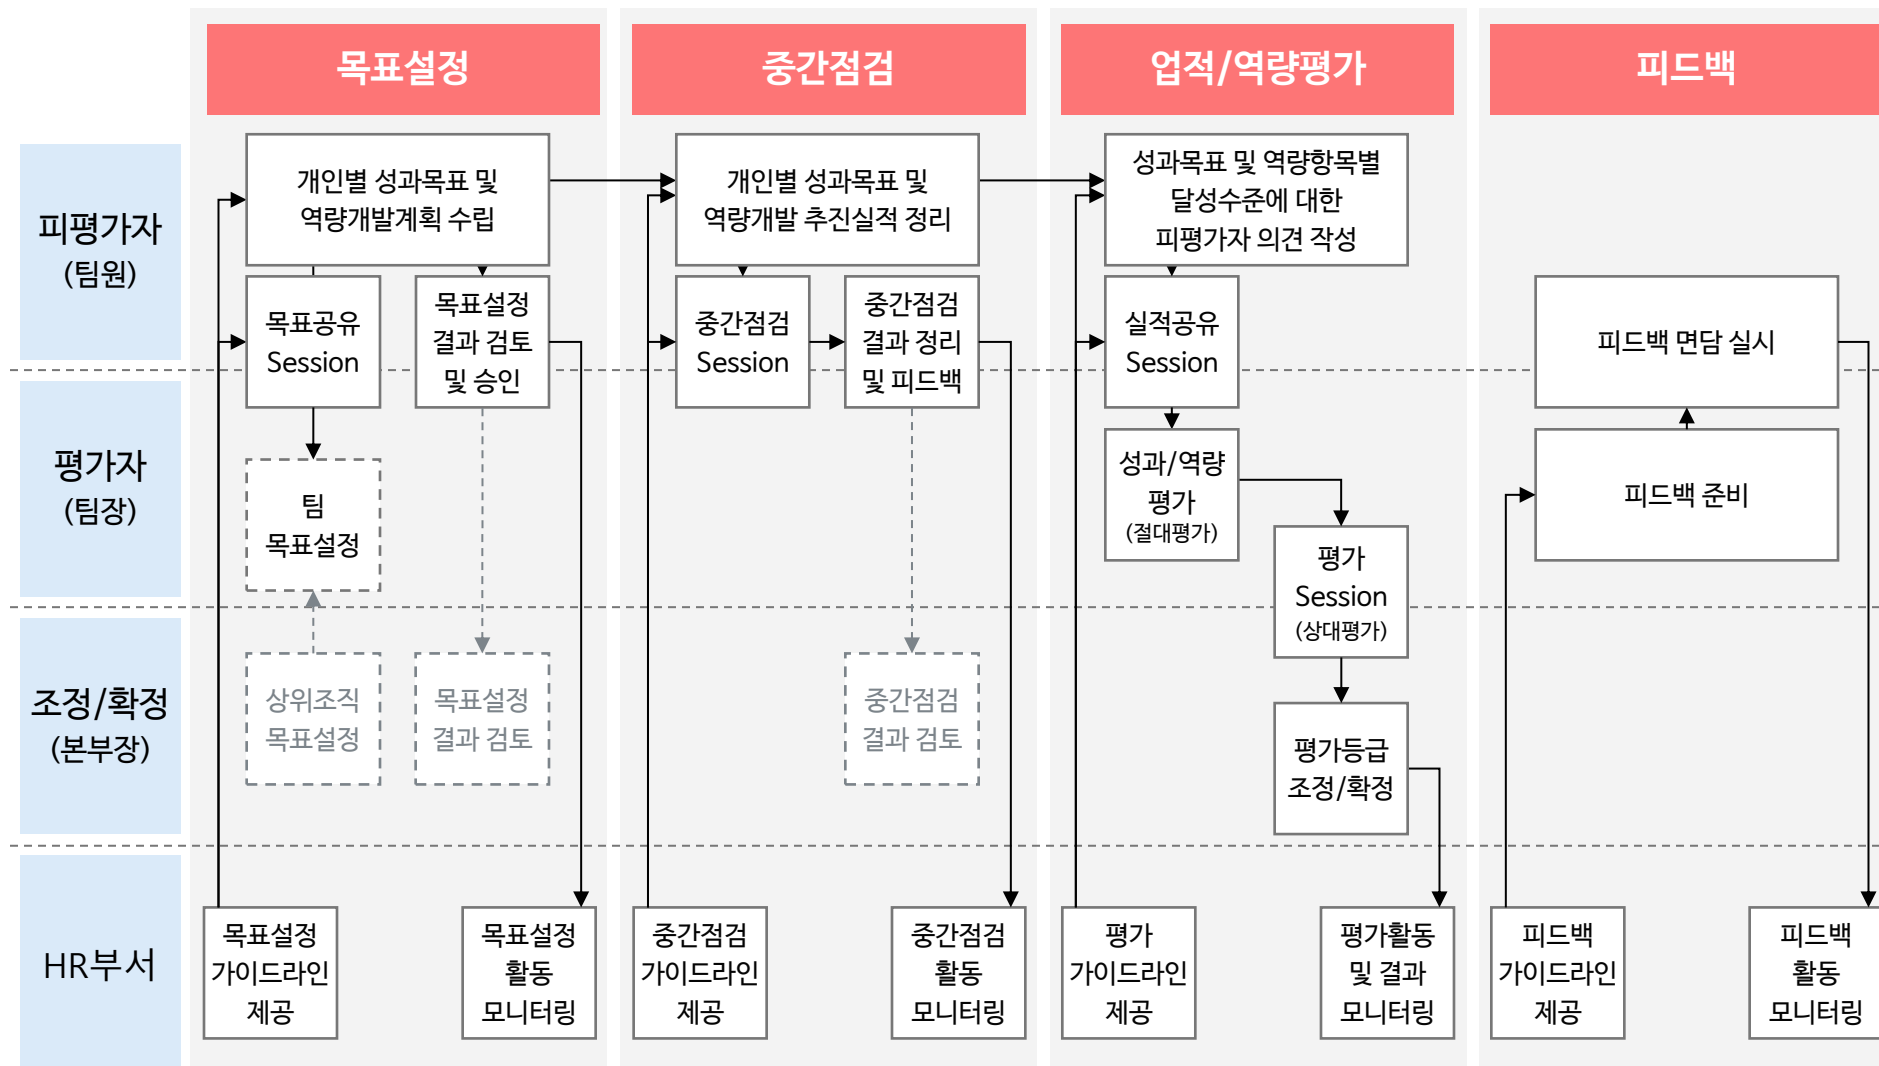 목표설정
중간점검
업적/역량평가
피드백
피평가자
(팀원)
개인별 성과목표 및
역량개발계획 수립
개인별 성과목표 및
역량개발 추진실적 정리
성과목표 및 역량항목별
달성수준에 대한
피평가자 의견 작성
목표공유
Session
목표설정
결과 검토
및 승인
중간점검
Session
중간점검
결과 정리
및 피드백
실적공유
Session
피드백 면담 실시
평가자
(팀장)
팀
목표설정
성과/역량
평가
(절대평가)
평가
Session
(상대평가)
피드백 준비
조정/확정
(본부장)
상위조직
목표설정
목표설정
결과 검토
중간점검
결과 검토
평가등급
조정/확정
HR부서
목표설정
가이드라인
제공
목표설정
활동
모니터링
중간점검
가이드라인
제공
중간점검
활동
모니터링
평가
가이드라인
제공
평가활동
및 결과
모니터링
피드백
가이드라인
제공
피드백
활동
모니터링